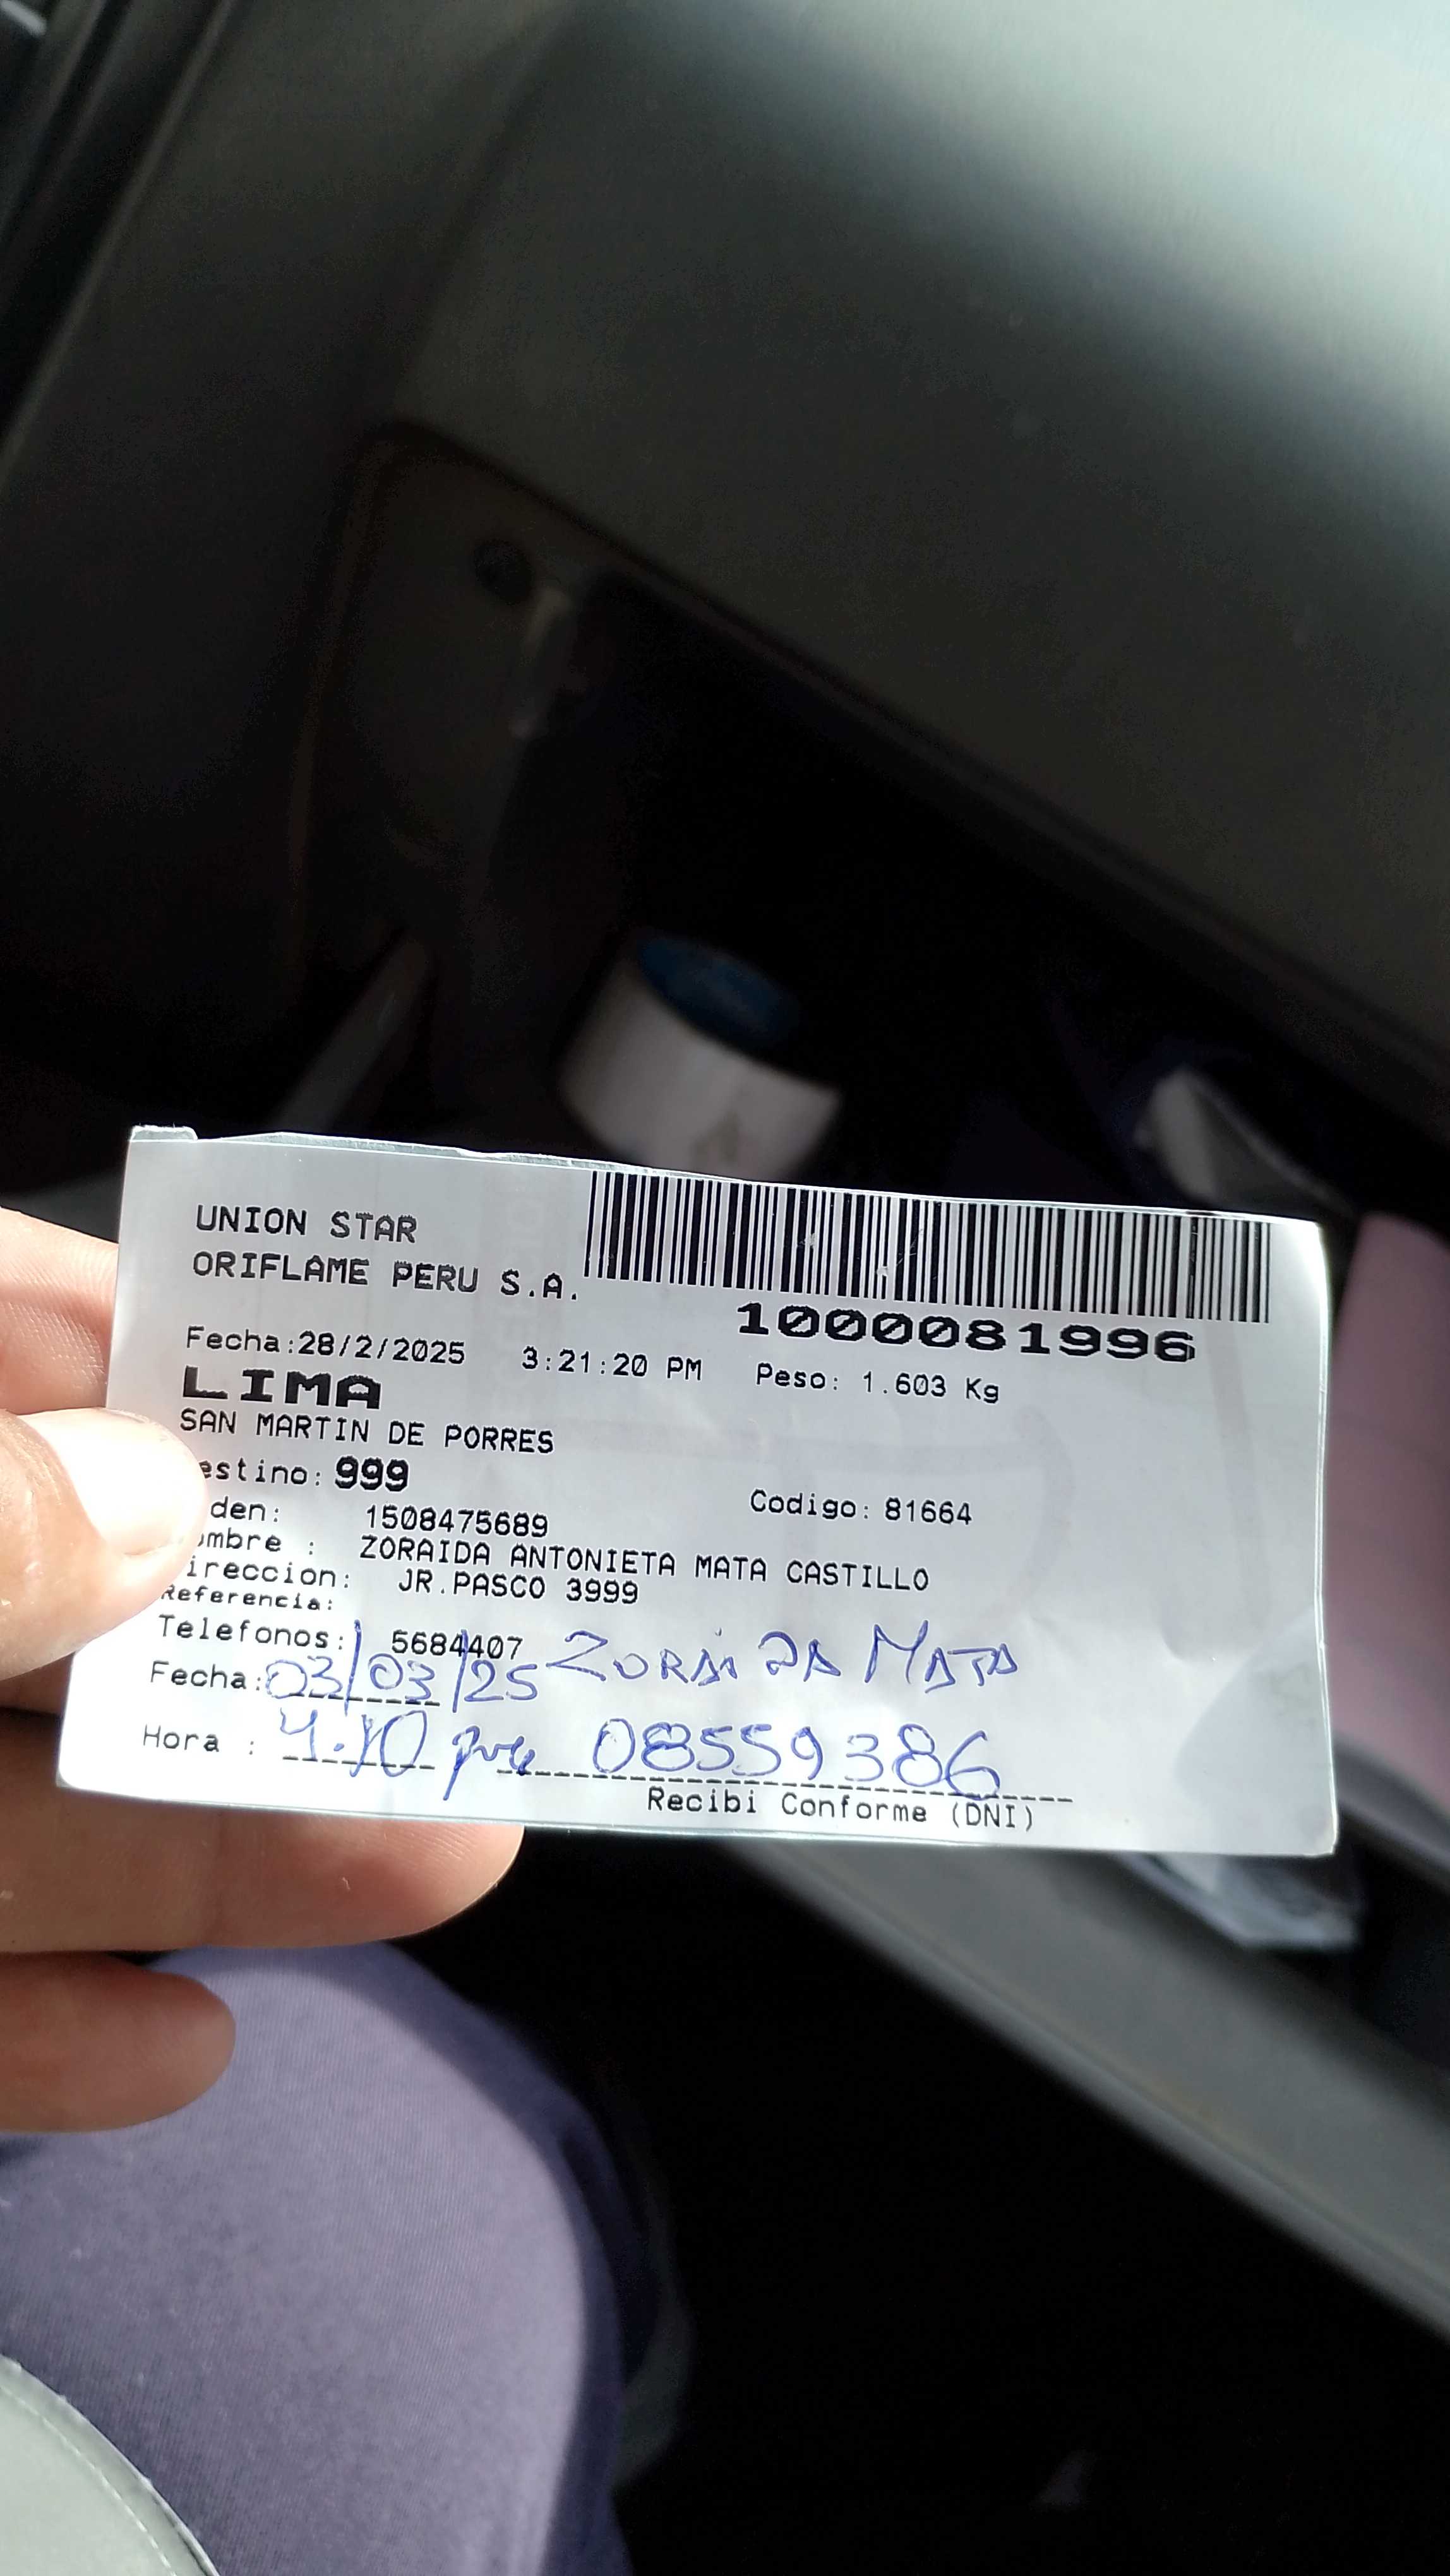 UNION STAR
ORIFLAME PERU S.A.
1000081996
Fecha:28/2/2025 3:21:20 PM Peso: 1.603 Kg
LIMA
SAN MARTIN DE PORRES
estino: 999
Codigo: 81664
den: 1508475689
ombre : ZORAIDA ANTONIETA MATA CASTILLO
ireccion: JR.PASCO 3999
Referencia:
Telefonos: 5684407 ZORAIDA MATA
Fecha: 03/03/25
Hora : 4:10 08559386
Recibi Conforme (DNI)